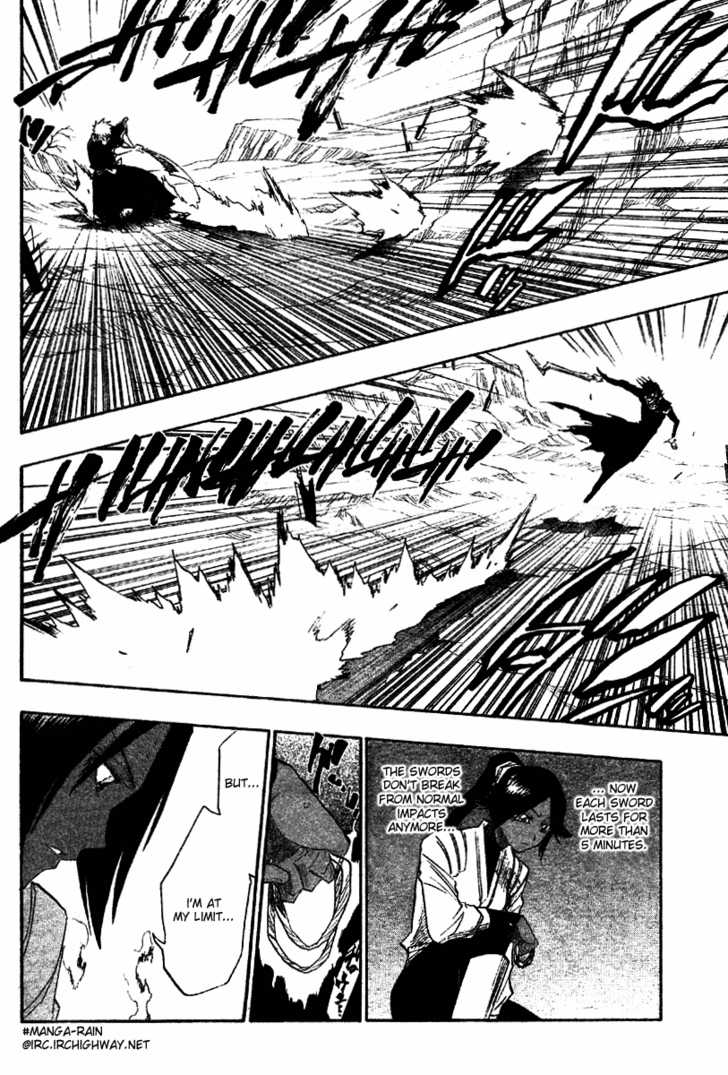 THE SWORDS
DON'T BREAK
FROM NORMAL
IMPACTS
ANYMORE...
... NOW
EACH SWORD
LASTS FOR
MORE THAN
5 MINUTES.
BUT...
I'M AT
MY LIMIT...
#MANGA-RAIN
@IRC.IRCHIGHWAY.NET